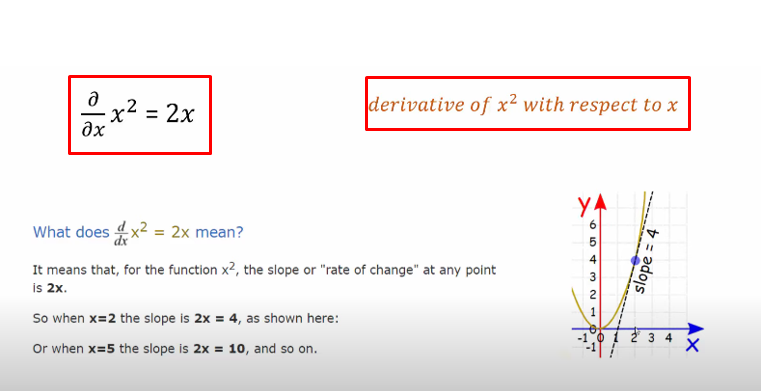 ∂/∂x x² = 2x
derivative of x² with respect to x
What does d/dx x² = 2x mean?
It means that, for the function x², the slope or "rate of change" at any point
is 2x.
So when x=2 the slope is 2x = 4, as shown here:
Or when x=5 the slope is 2x = 10, and so on.
Y
6
5
4
3
2
1
0
-1
-1 0 1 2 3 4
X
slope = 4